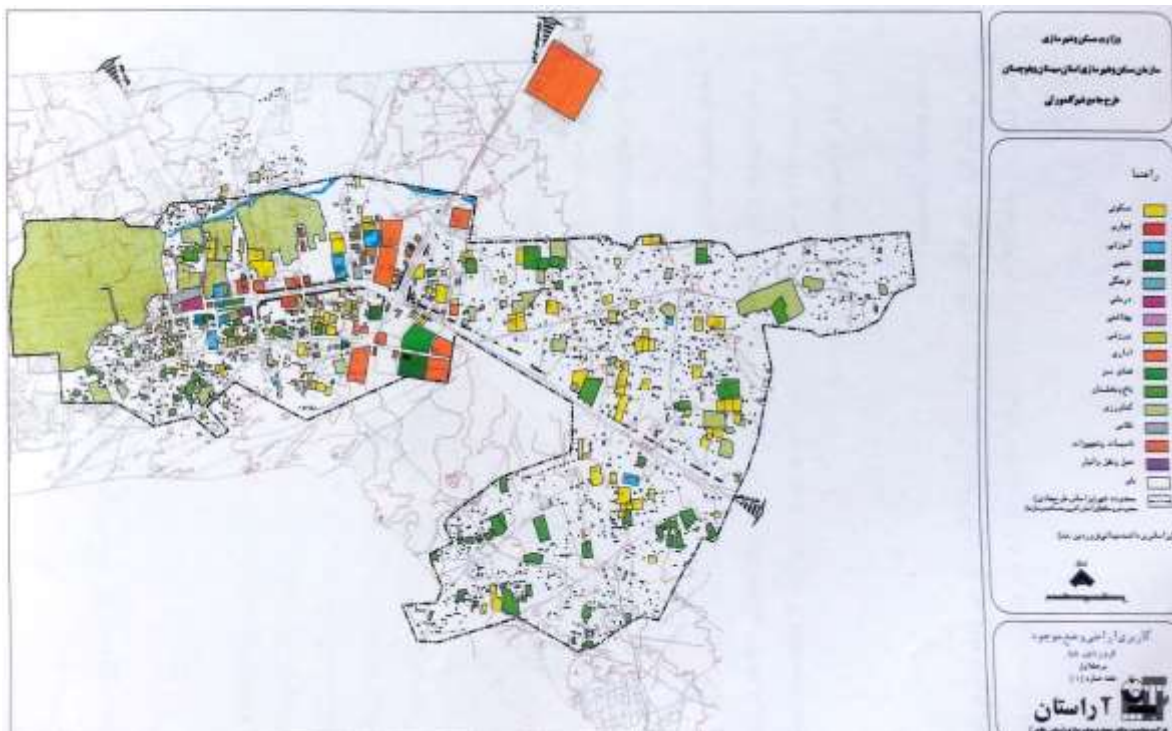 وزارت مسکن و شهرسازی
سازمان مسکن و شهرسازی استان سیستان و بلوچستان
طرح جامع شهر گلمورتی
راهنما
مسکونی
تجاری
آموزشی
مذهبی
فرهنگی
درمانی
بهداشتی
ورزشی
اداری
فضای سبز
باغ و نخلستان
کشاورزی
نظامی
تاسیسات و تجهیزات
حمل و نقل و انبار
بایر
کاربری اراضی وضع موجود
آراستان